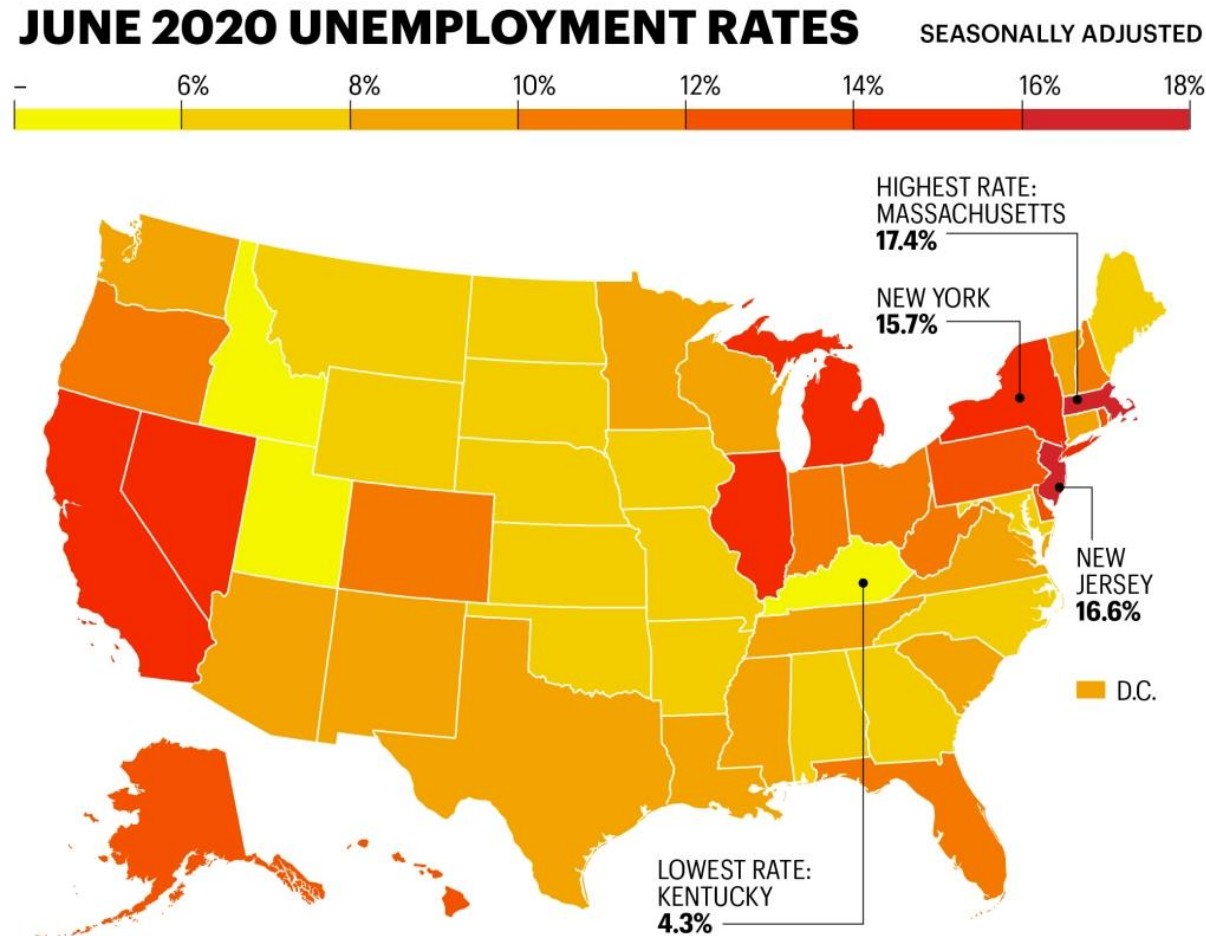 JUNE 2020 UNEMPLOYMENT RATES
SEASONALLY ADJUSTED
– 6% 8% 10% 12% 14% 16% 18%
HIGHEST RATE:
MASSACHUSETTS
17.4%
NEW YORK
15.7%
NEW
JERSEY
16.6%
D.C.
LOWEST RATE:
KENTUCKY
4.3%